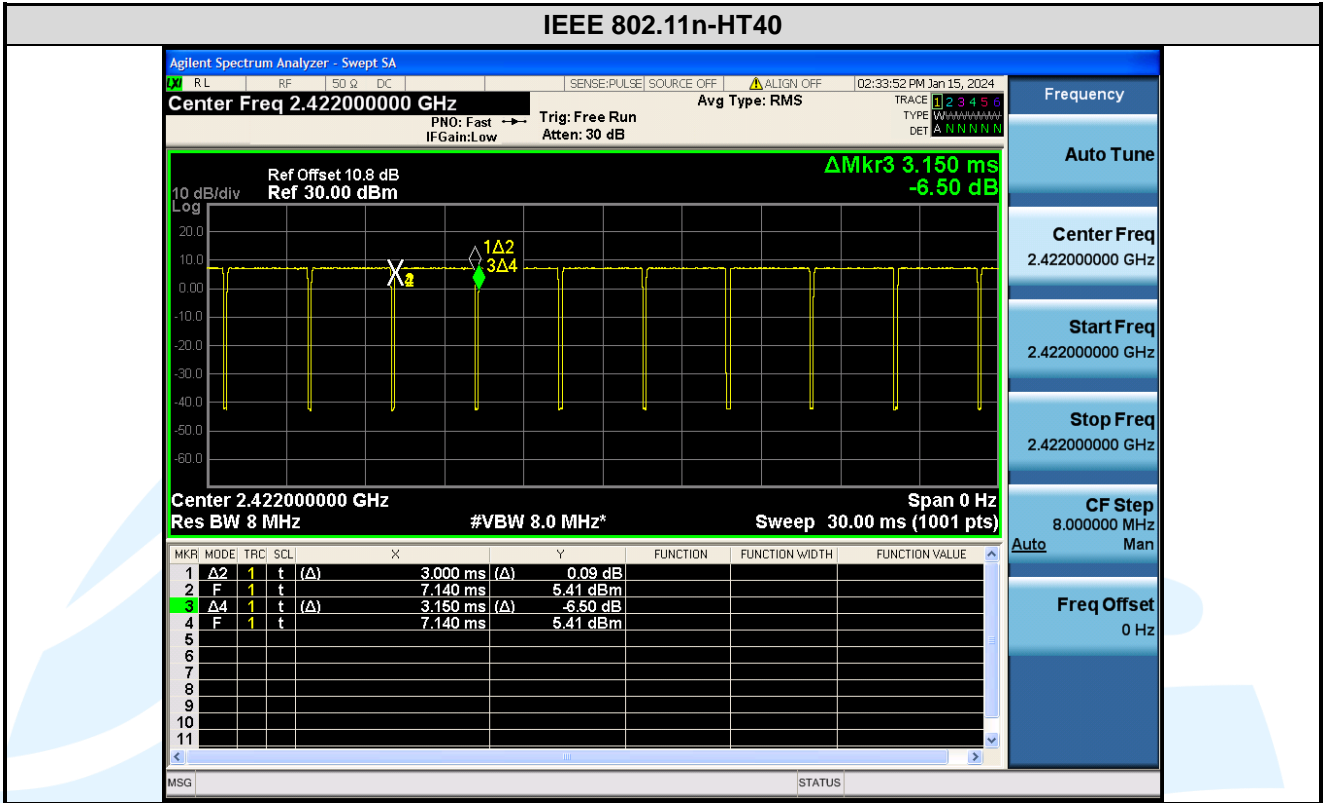 IEEE 802.11n-HT40
Agilent Spectrum Analyzer - Swept SA
LXI RL RF 50 Ω DC SENSE:PULSE SOURCE OFF ALIGN OFF 02:33:52 PM Jan 15, 2024
Center Freq 2.422000000 GHz
PNO: Fast
IFGain:Low
Trig: Free Run
Atten: 30 dB
Avg Type: RMS
TRACE 1 2 3 4 5 6
TYPE WWWWWW
DET A N N N N N
Frequency
Auto Tune
Center Freq
2.422000000 GHz
Start Freq
2.422000000 GHz
Stop Freq
2.422000000 GHz
CF Step
8.000000 MHz
Auto Man
Freq Offset
0 Hz
ΔMkr3 3.150 ms
-6.50 dB
Ref Offset 10.8 dB
10 dB/div Ref 30.00 dBm
Log
20.0
10.0
0.00
-10.0
-20.0
-30.0
-40.0
-50.0
-60.0
1Δ2
3Δ4
Center 2.422000000 GHz Span 0 Hz
Res BW 8 MHz #VBW 8.0 MHz* Sweep 30.00 ms (1001 pts)
MKR MODE TRC SCL X Y FUNCTION FUNCTION WIDTH FUNCTION VALUE
1 Δ2 1 t (Δ) 3.000 ms (Δ) 0.09 dB
2 F 1 t 7.140 ms 5.41 dBm
3 Δ4 1 t (Δ) 3.150 ms (Δ) -6.50 dB
4 F 1 t 7.140 ms 5.41 dBm
5
6
7
8
9
10
11
MSG STATUS